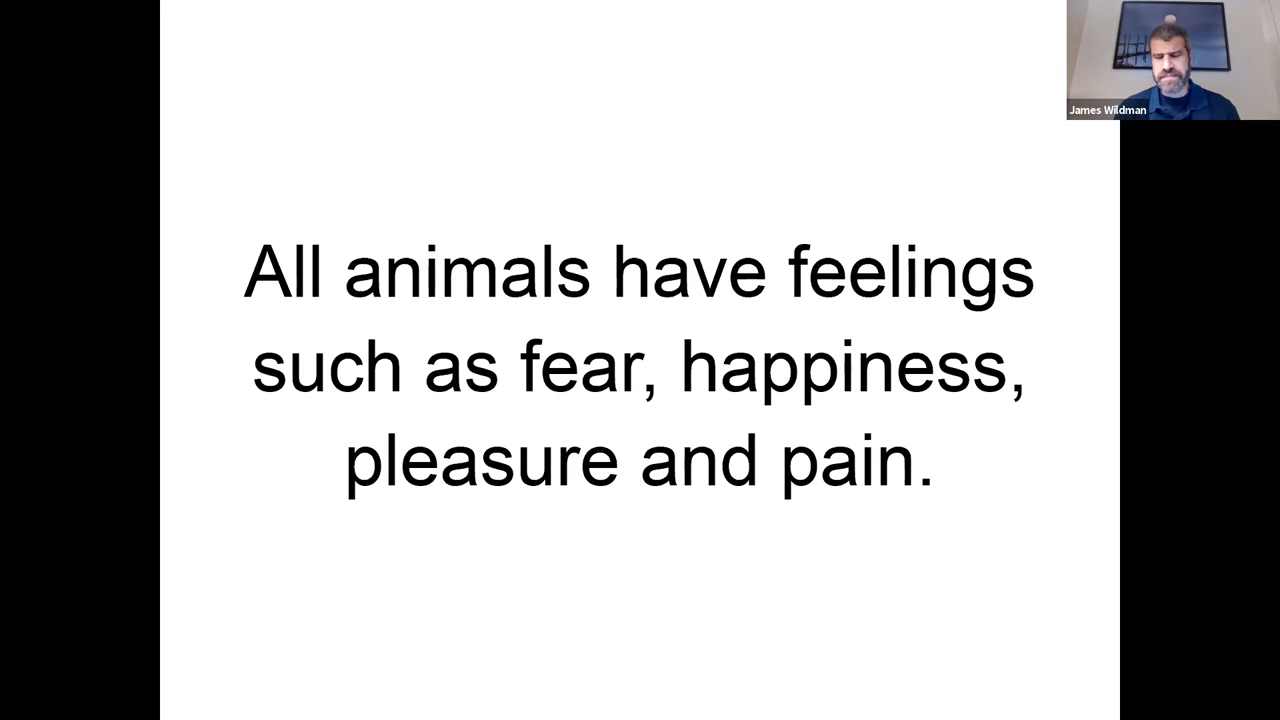 James Wildman
All animals have feelings
such as fear, happiness,
pleasure and pain.